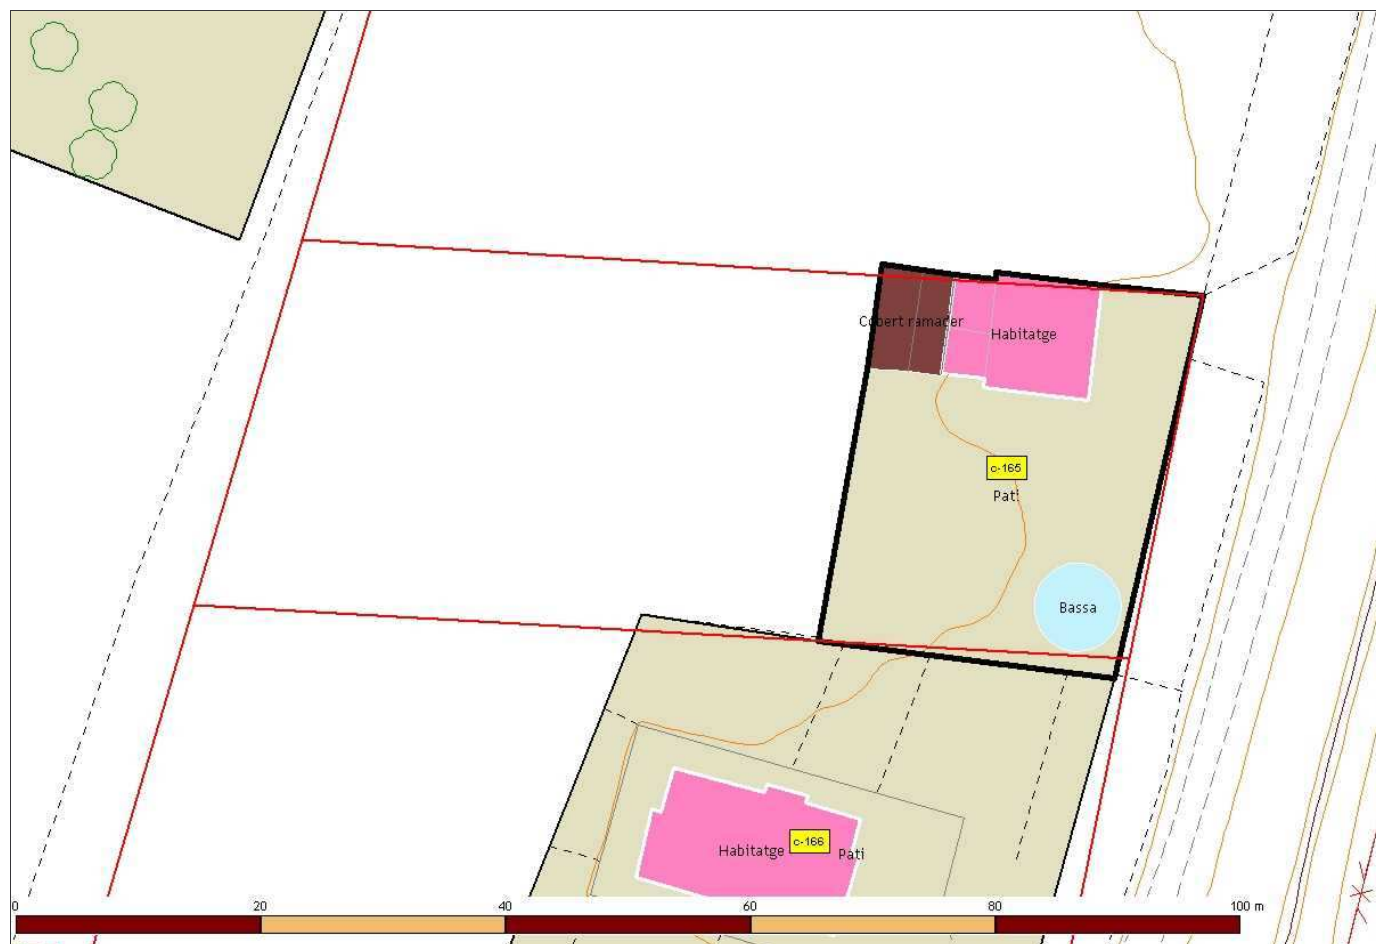 Cobert ramader
Habitatge
c-165
Pati
Bassa
Habitatge
c-166
Pati
0
20
40
60
80
100 m